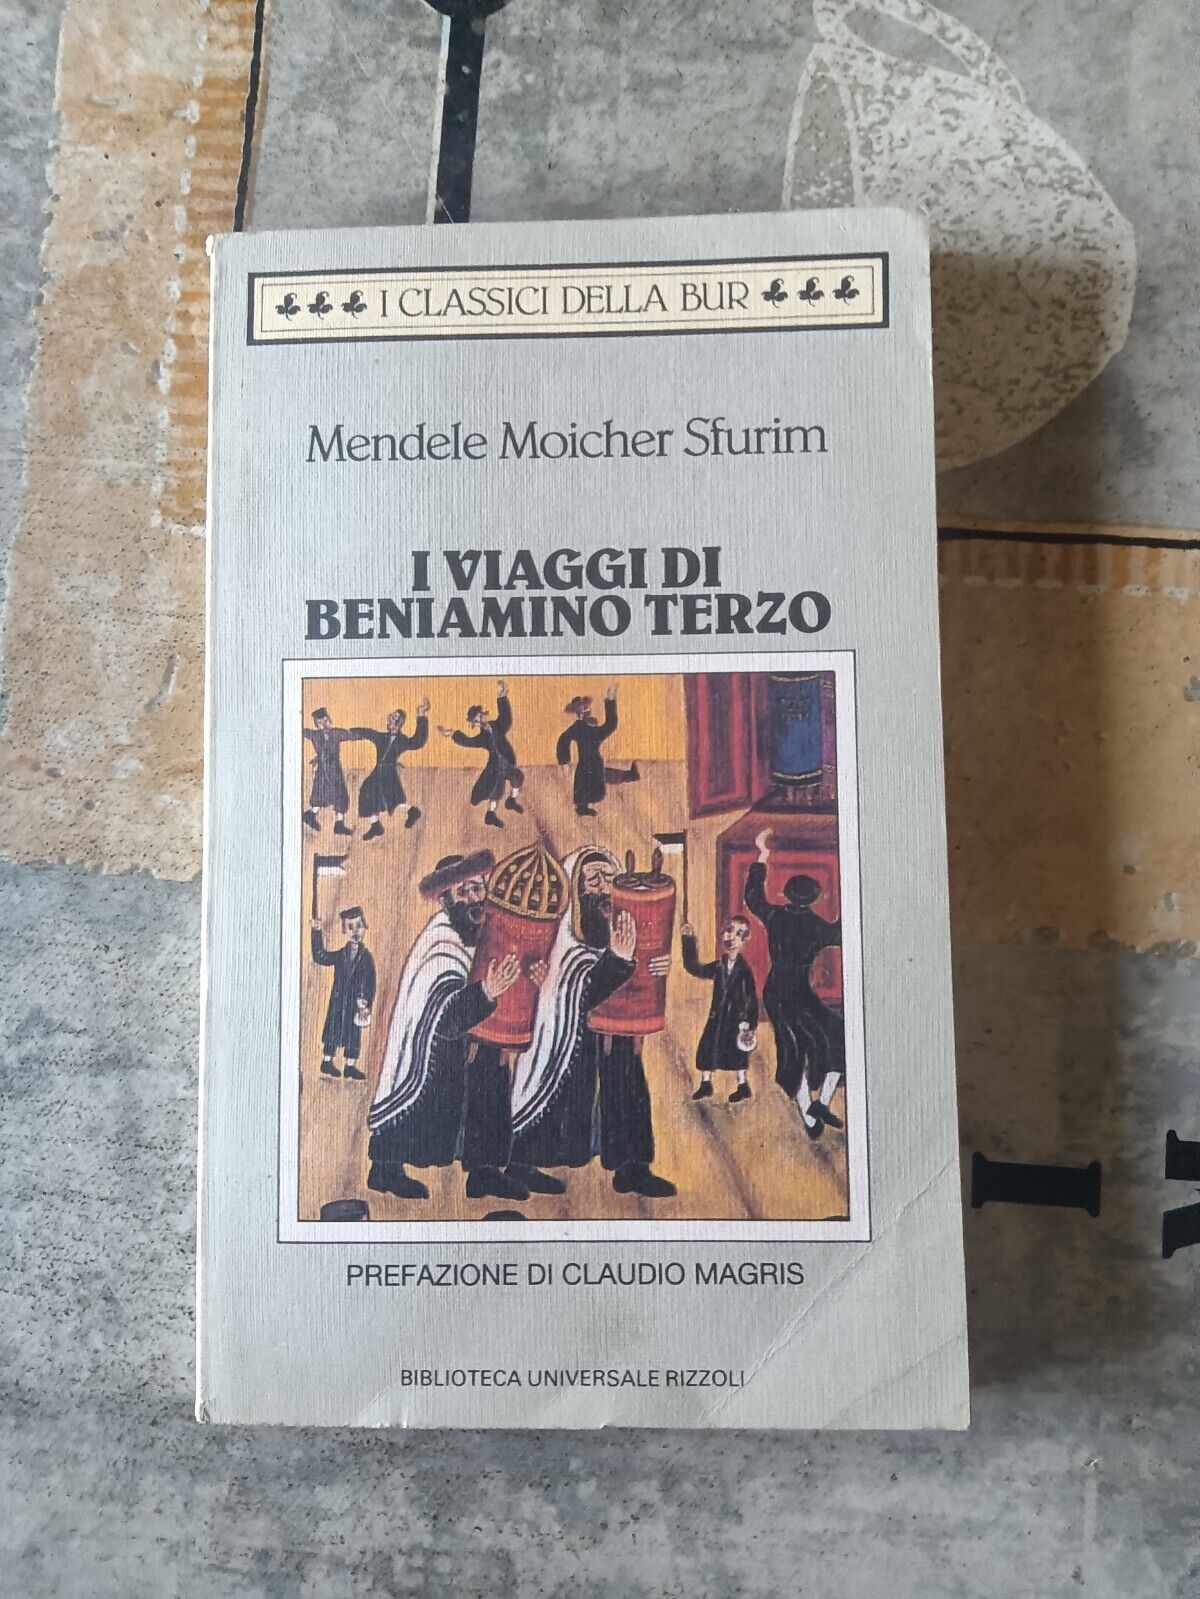 I CLASSICI DELLA BUR
Mendele Moicher Sfurim
I VIAGGI DI
BENIAMINO TERZO
PREFAZIONE DI CLAUDIO MAGRIS
BIBLIOTECA UNIVERSALE RIZZOLI